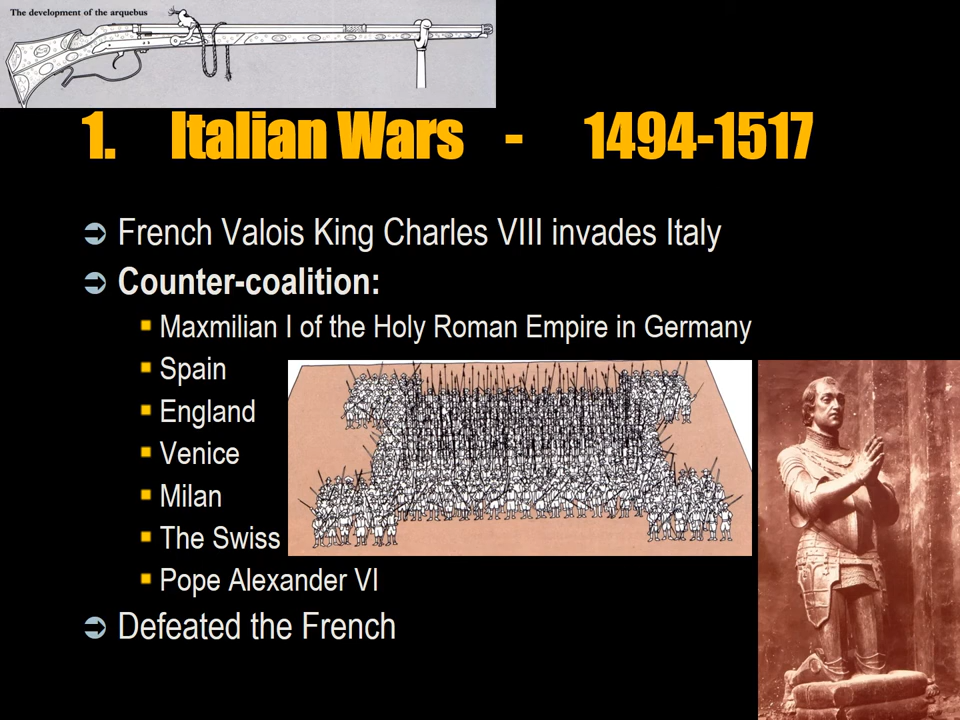 The development of the arquebus
1. Italian Wars - 1494-1517
French Valois King Charles VIII invades Italy
Counter-coalition:
Maxmilian I of the Holy Roman Empire in Germany
Spain
England
Venice
Milan
The Swiss
Pope Alexander VI
Defeated the French